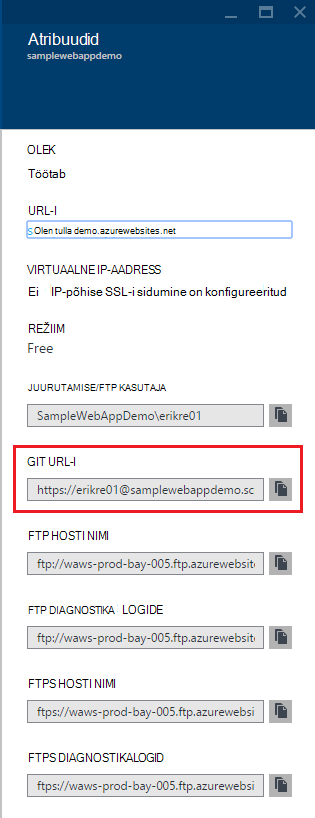 Atribuudid
samplewebappdemo
OLEK
Töötab
URL-I
sOlen tulla demo.azurewebsites.net
VIRTUAALNE IP-AADRESS
Ei IP-põhise SSL-i sidumine on konfigureeritud
REŽIIM
Free
JUURUTAMISE/FTP KASUTAJA
SampleWebAppDemo\erikre01
GIT URL-I
https://erikre01@samplewebappdemo.sc
FTP HOSTI NIMI
ftp://waws-prod-bay-005.ftp.azurewebsite
FTP DIAGNOSTIKA LOGIDE
ftp://waws-prod-bay-005.ftp.azurewebsite
FTPS HOSTI NIMI
ftps://waws-prod-bay-005.ftp.azurewebsi
FTPS DIAGNOSTIKALOGID
ftps://waws-prod-bay-005.ftp.azurewebsi